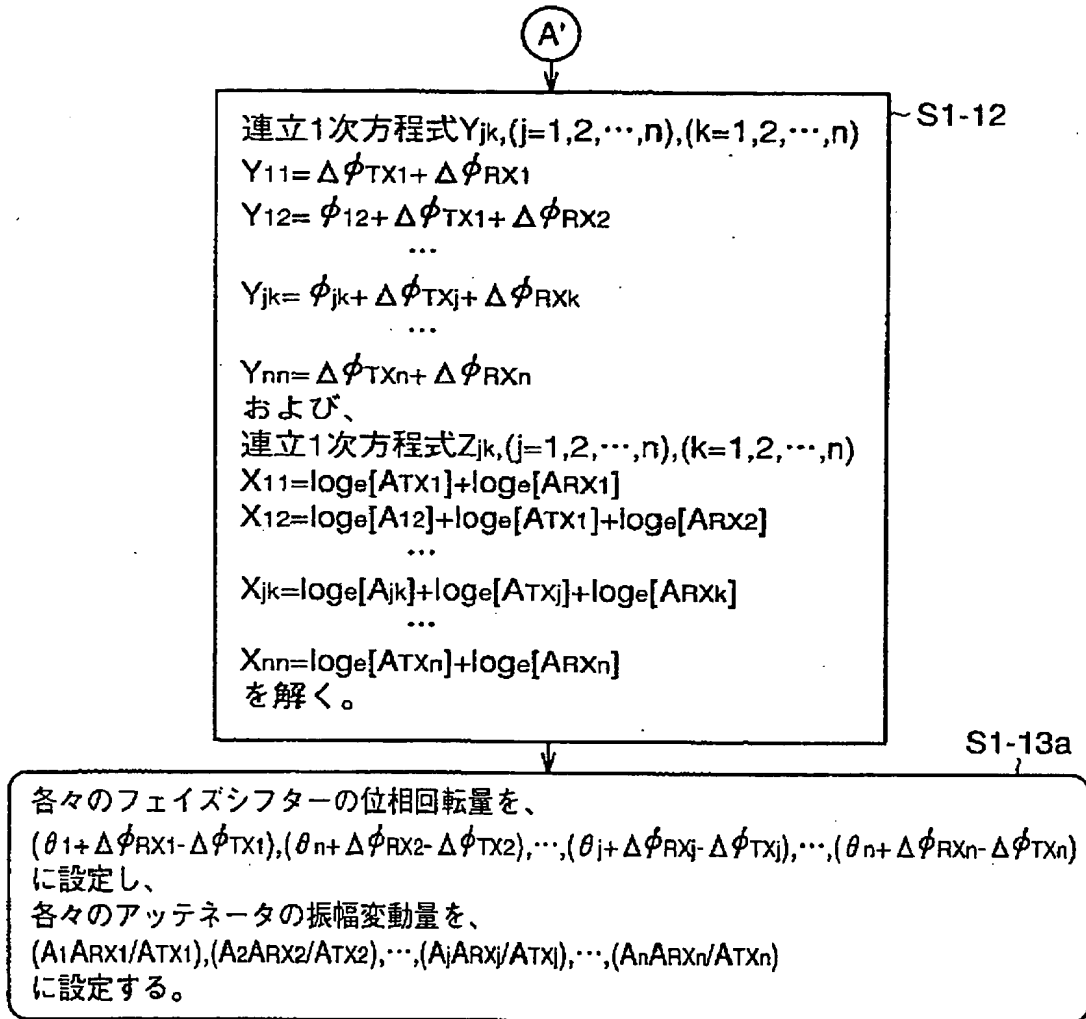 A'
S1-12
連立1次方程式Yjk,(j=1,2,…,n),(k=1,2,…,n)
Y11=ΔφTX1+ΔφRX1
Y12=φ12+ΔφTX1+ΔφRX2
…
Yjk=φjk+ΔφTXj+ΔφRXk
…
Ynn=ΔφTXn+ΔφRXn
および、
連立1次方程式Zjk,(j=1,2,…,n),(k=1,2,…,n)
X11=loge[ATX1]+loge[ARX1]
X12=loge[A12]+loge[ATX1]+loge[ARX2]
…
Xjk=loge[Ajk]+loge[ATXj]+loge[ARXk]
…
Xnn=loge[ATXn]+loge[ARXn]
を解く。
S1-13a
各々のフェイズシフターの位相回転量を、
(θ1+ΔφRX1-ΔφTX1),(θn+ΔφRX2-ΔφTX2),…,(θj+ΔφRXj-ΔφTXj),…,(θn+ΔφRXn-ΔφTXn)
に設定し、
各々のアッテネータの振幅変動量を、
(A1ARX1/ATX1),(A2ARX2/ATX2),…,(AjARXj/ATXj),…,(AnARXn/ATXn)
に設定する。